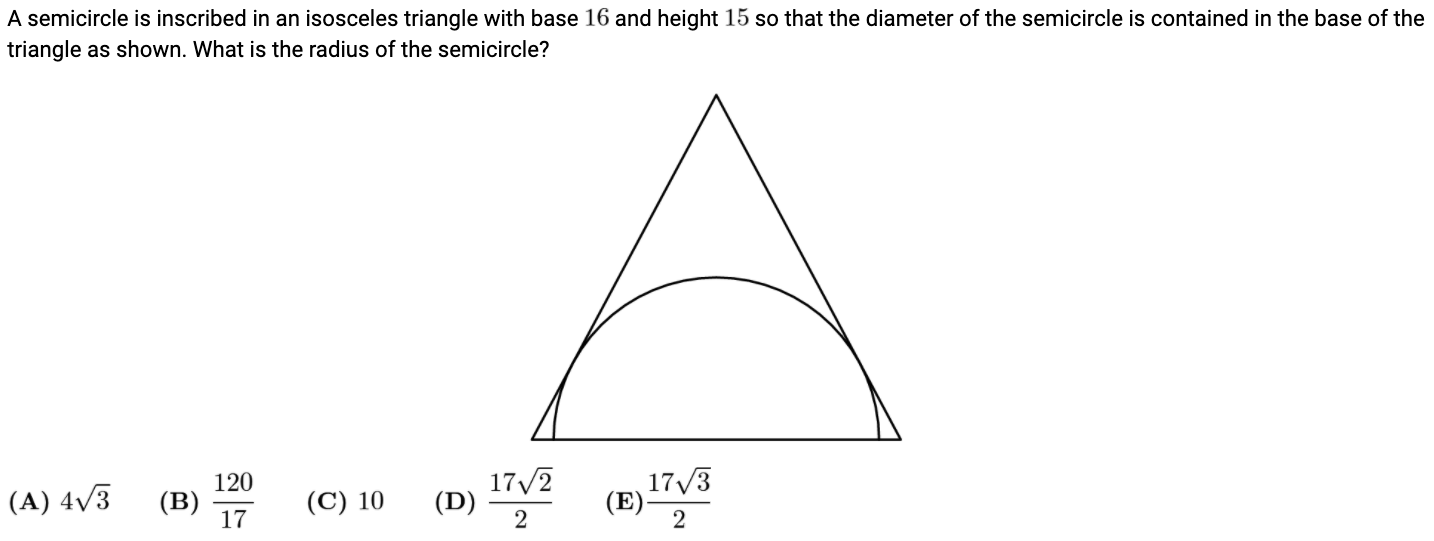 A semicircle is inscribed in an isosceles triangle with base 16 and height 15 so that the diameter of the semicircle is contained in the base of the
triangle as shown. What is the radius of the semicircle?
(A) 4√3 (B) 120/17 (C) 10 (D) 17√2/2 (E) 17√3/2